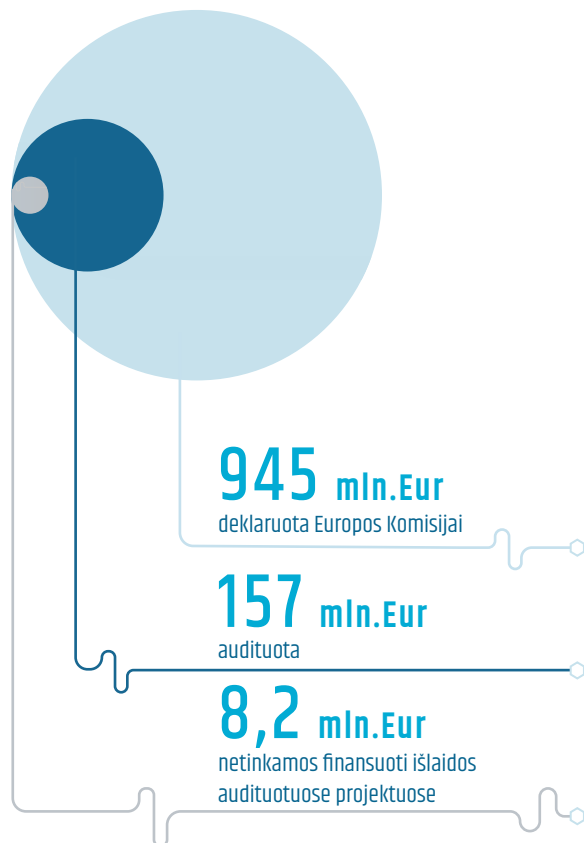 945 mln.Eur
deklaruota Europos Komisijai
157 mln.Eur
audituota
8,2 mln.Eur
netinkamos finansuoti išlaidos
audituotuose projektuose